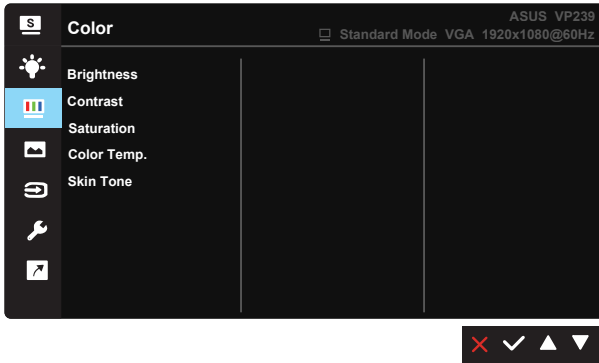 S
Color
ASUS VP239
Standard Mode VGA 1920x1080@60Hz
Brightness
Contrast
Saturation
Color Temp.
Skin Tone